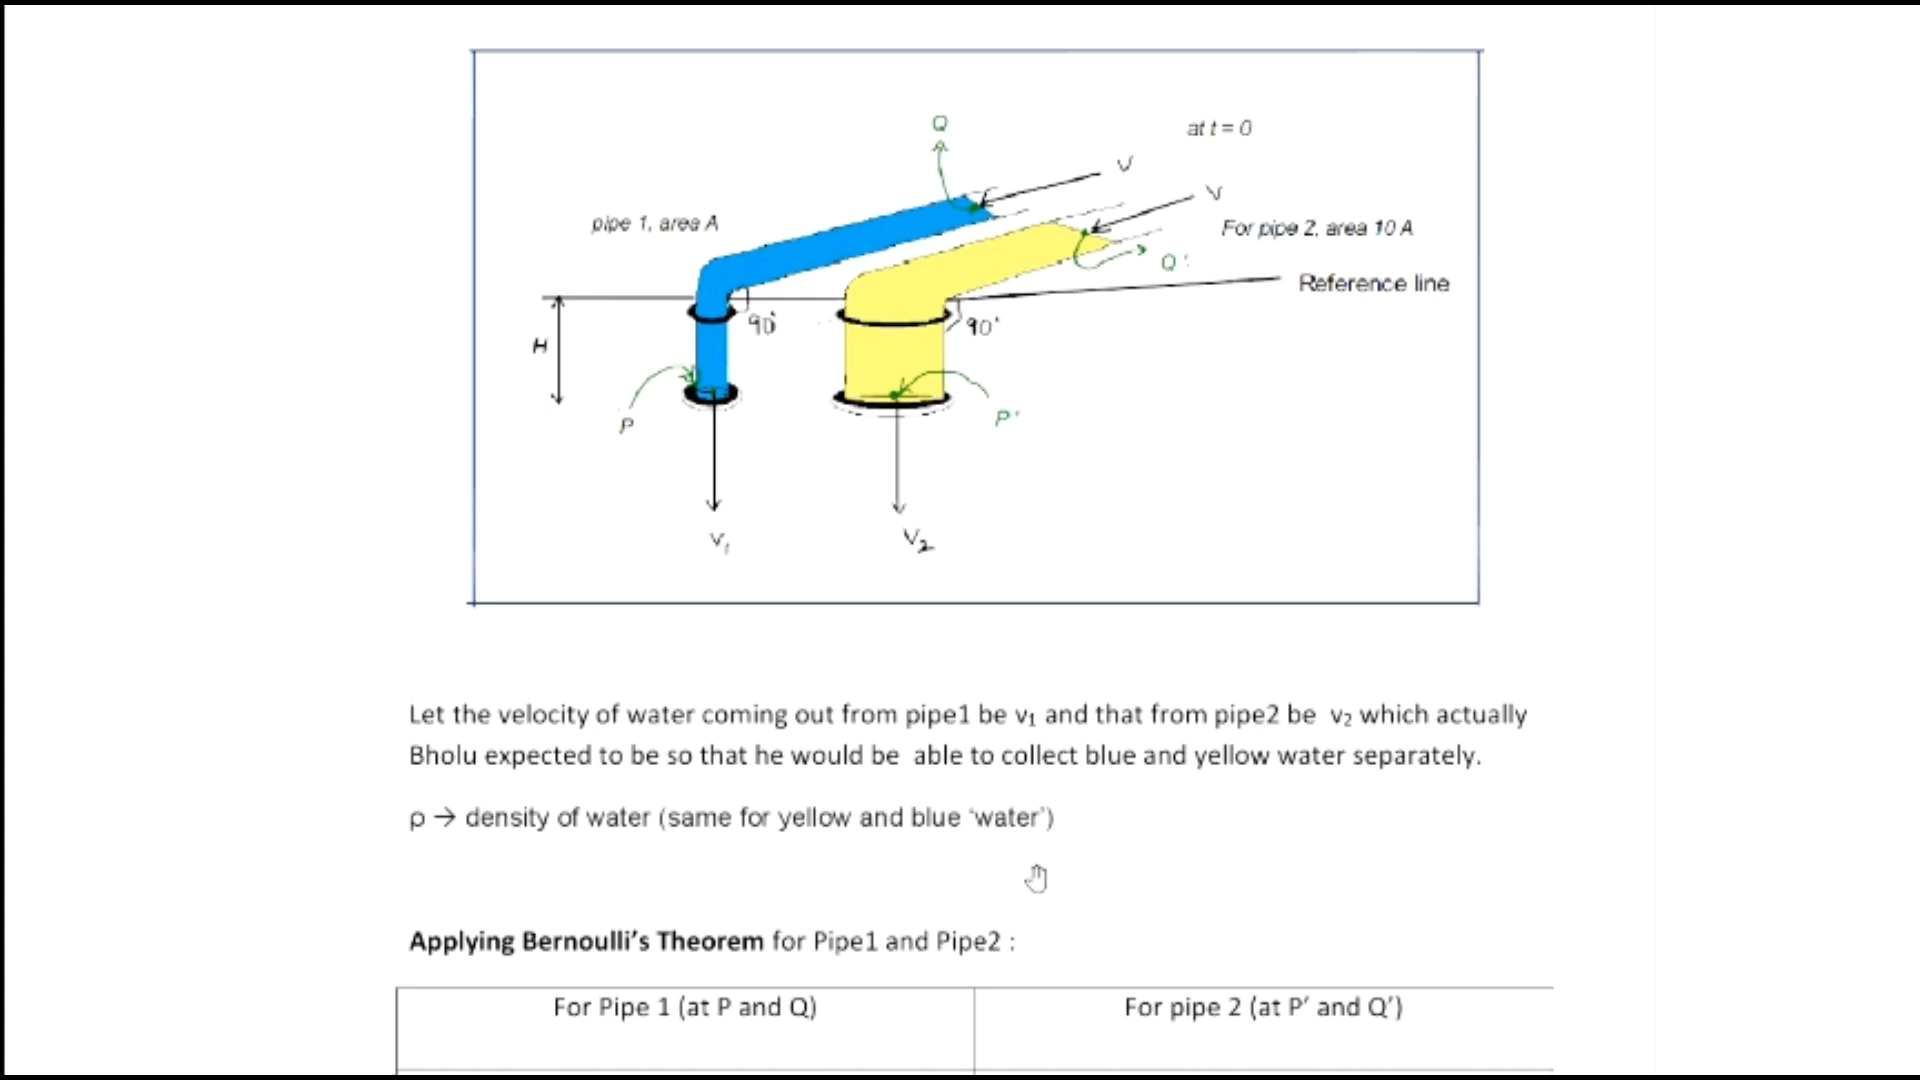 Q
at t = 0
V
V
pipe 1, area A
For pipe 2, area 10 A
Q'
Reference line
90°
90°
H
P
P'
V₁
V₂
Let the velocity of water coming out from pipe1 be v₁ and that from pipe2 be v₂ which actually
Bholu expected to be so that he would be able to collect blue and yellow water separately.
ρ → density of water (same for yellow and blue 'water')
Applying Bernoulli's Theorem for Pipe1 and Pipe2 :
For Pipe 1 (at P and Q)
For pipe 2 (at P′ and Q′)